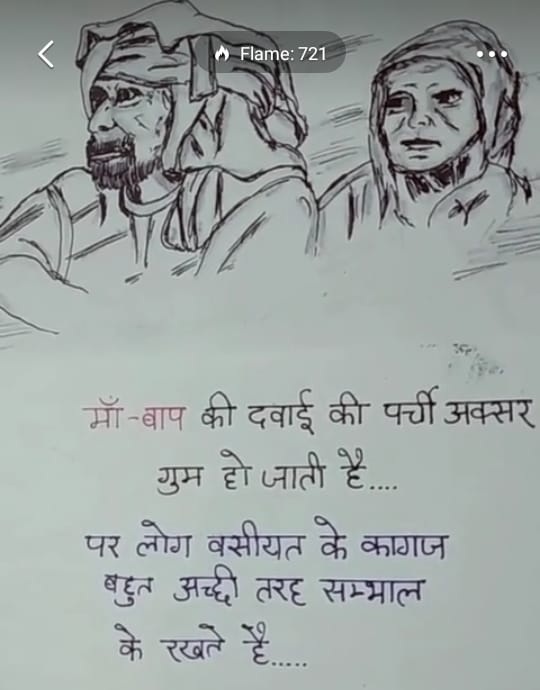 Flame: 721
माँ-बाप की दवाई की पर्ची अक्सर
गुम हो जाती है....
पर लोग वसीयत के कागज
बहुत अच्छी तरह सम्भाल
के रखते है.....